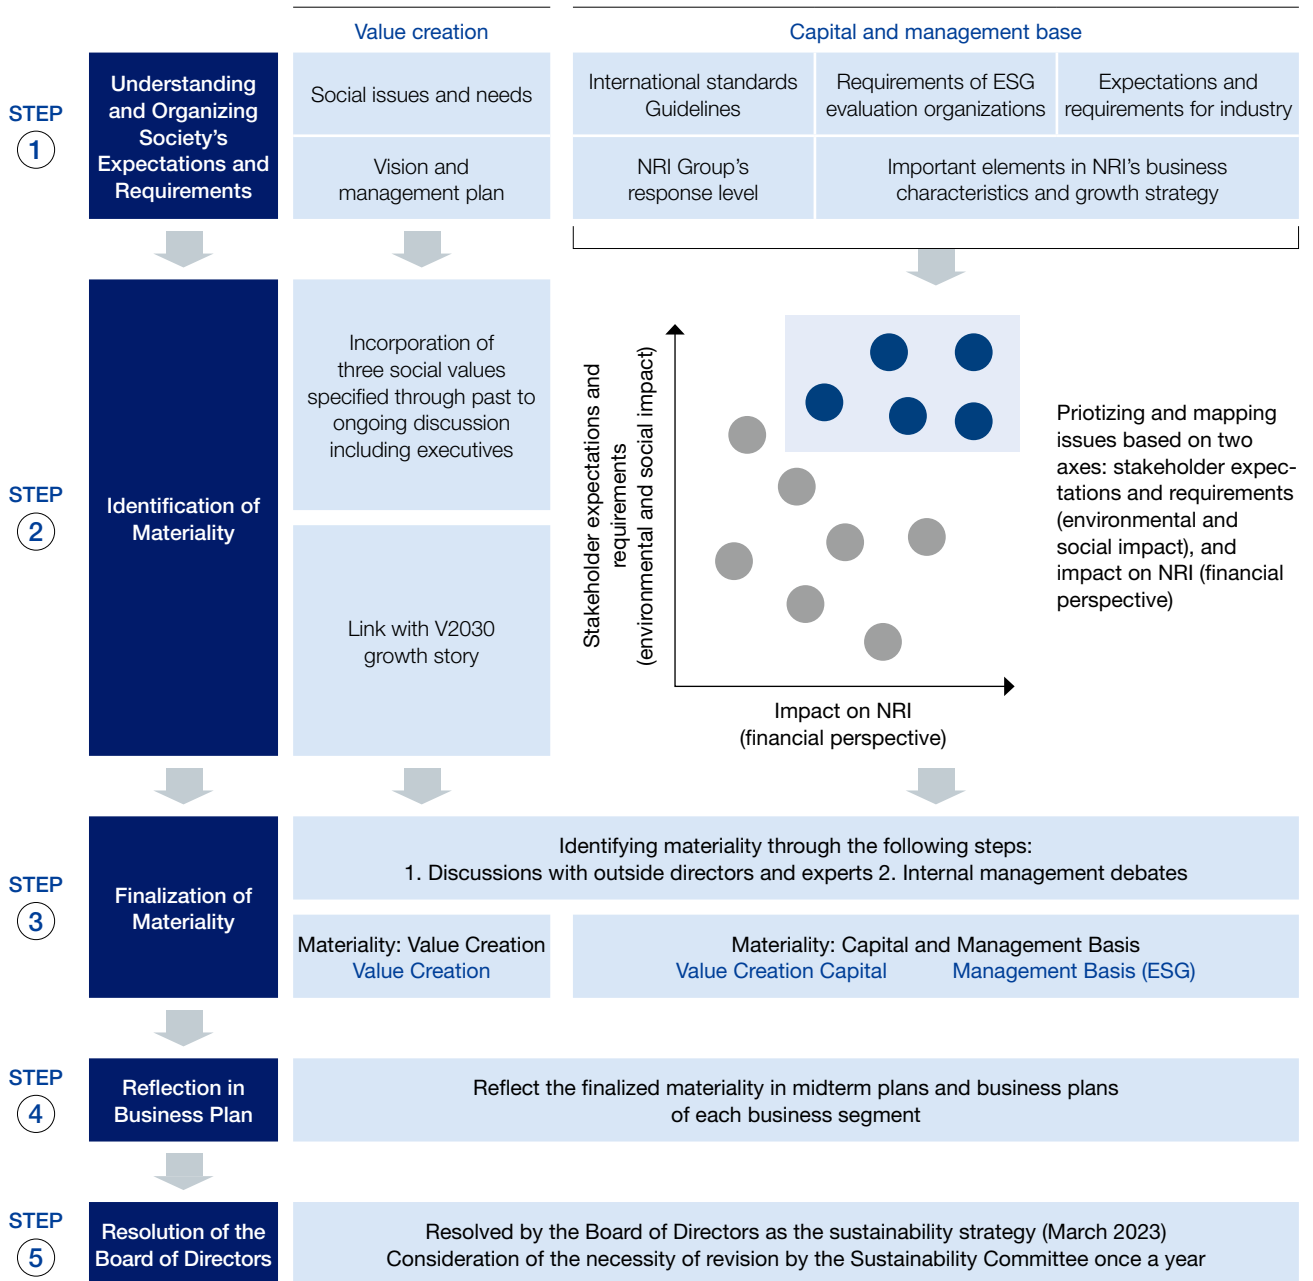 Value creation
Capital and management base
STEP
1
Understanding
and Organizing
Society's
Expectations and
Requirements
Social issues and needs
Vision and
management plan
International standards
Guidelines
Requirements of ESG
evaluation organizations
Expectations and
requirements for industry
NRI Group's
response level
Important elements in NRI's business
characteristics and growth strategy
STEP
2
Identification of
Materiality
Incorporation of
three social values
specified through past to
ongoing discussion
including executives
Link with V2030
growth story
Stakeholder expectations and
requirements
(environmental and social impact)
Impact on NRI
(financial perspective)
Priotizing and mapping
issues based on two
axes: stakeholder expec-
tations and requirements
(environmental and
social impact), and
impact on NRI (financial
perspective)
STEP
3
Finalization of
Materiality
Identifying materiality through the following steps:
1. Discussions with outside directors and experts 2. Internal management debates
Materiality: Value Creation
Value Creation
Materiality: Capital and Management Basis
Value Creation Capital Management Basis (ESG)
STEP
4
Reflection in
Business Plan
Reflect the finalized materiality in midterm plans and business plans
of each business segment
STEP
5
Resolution of the
Board of Directors
Resolved by the Board of Directors as the sustainability strategy (March 2023)
Consideration of the necessity of revision by the Sustainability Committee once a year